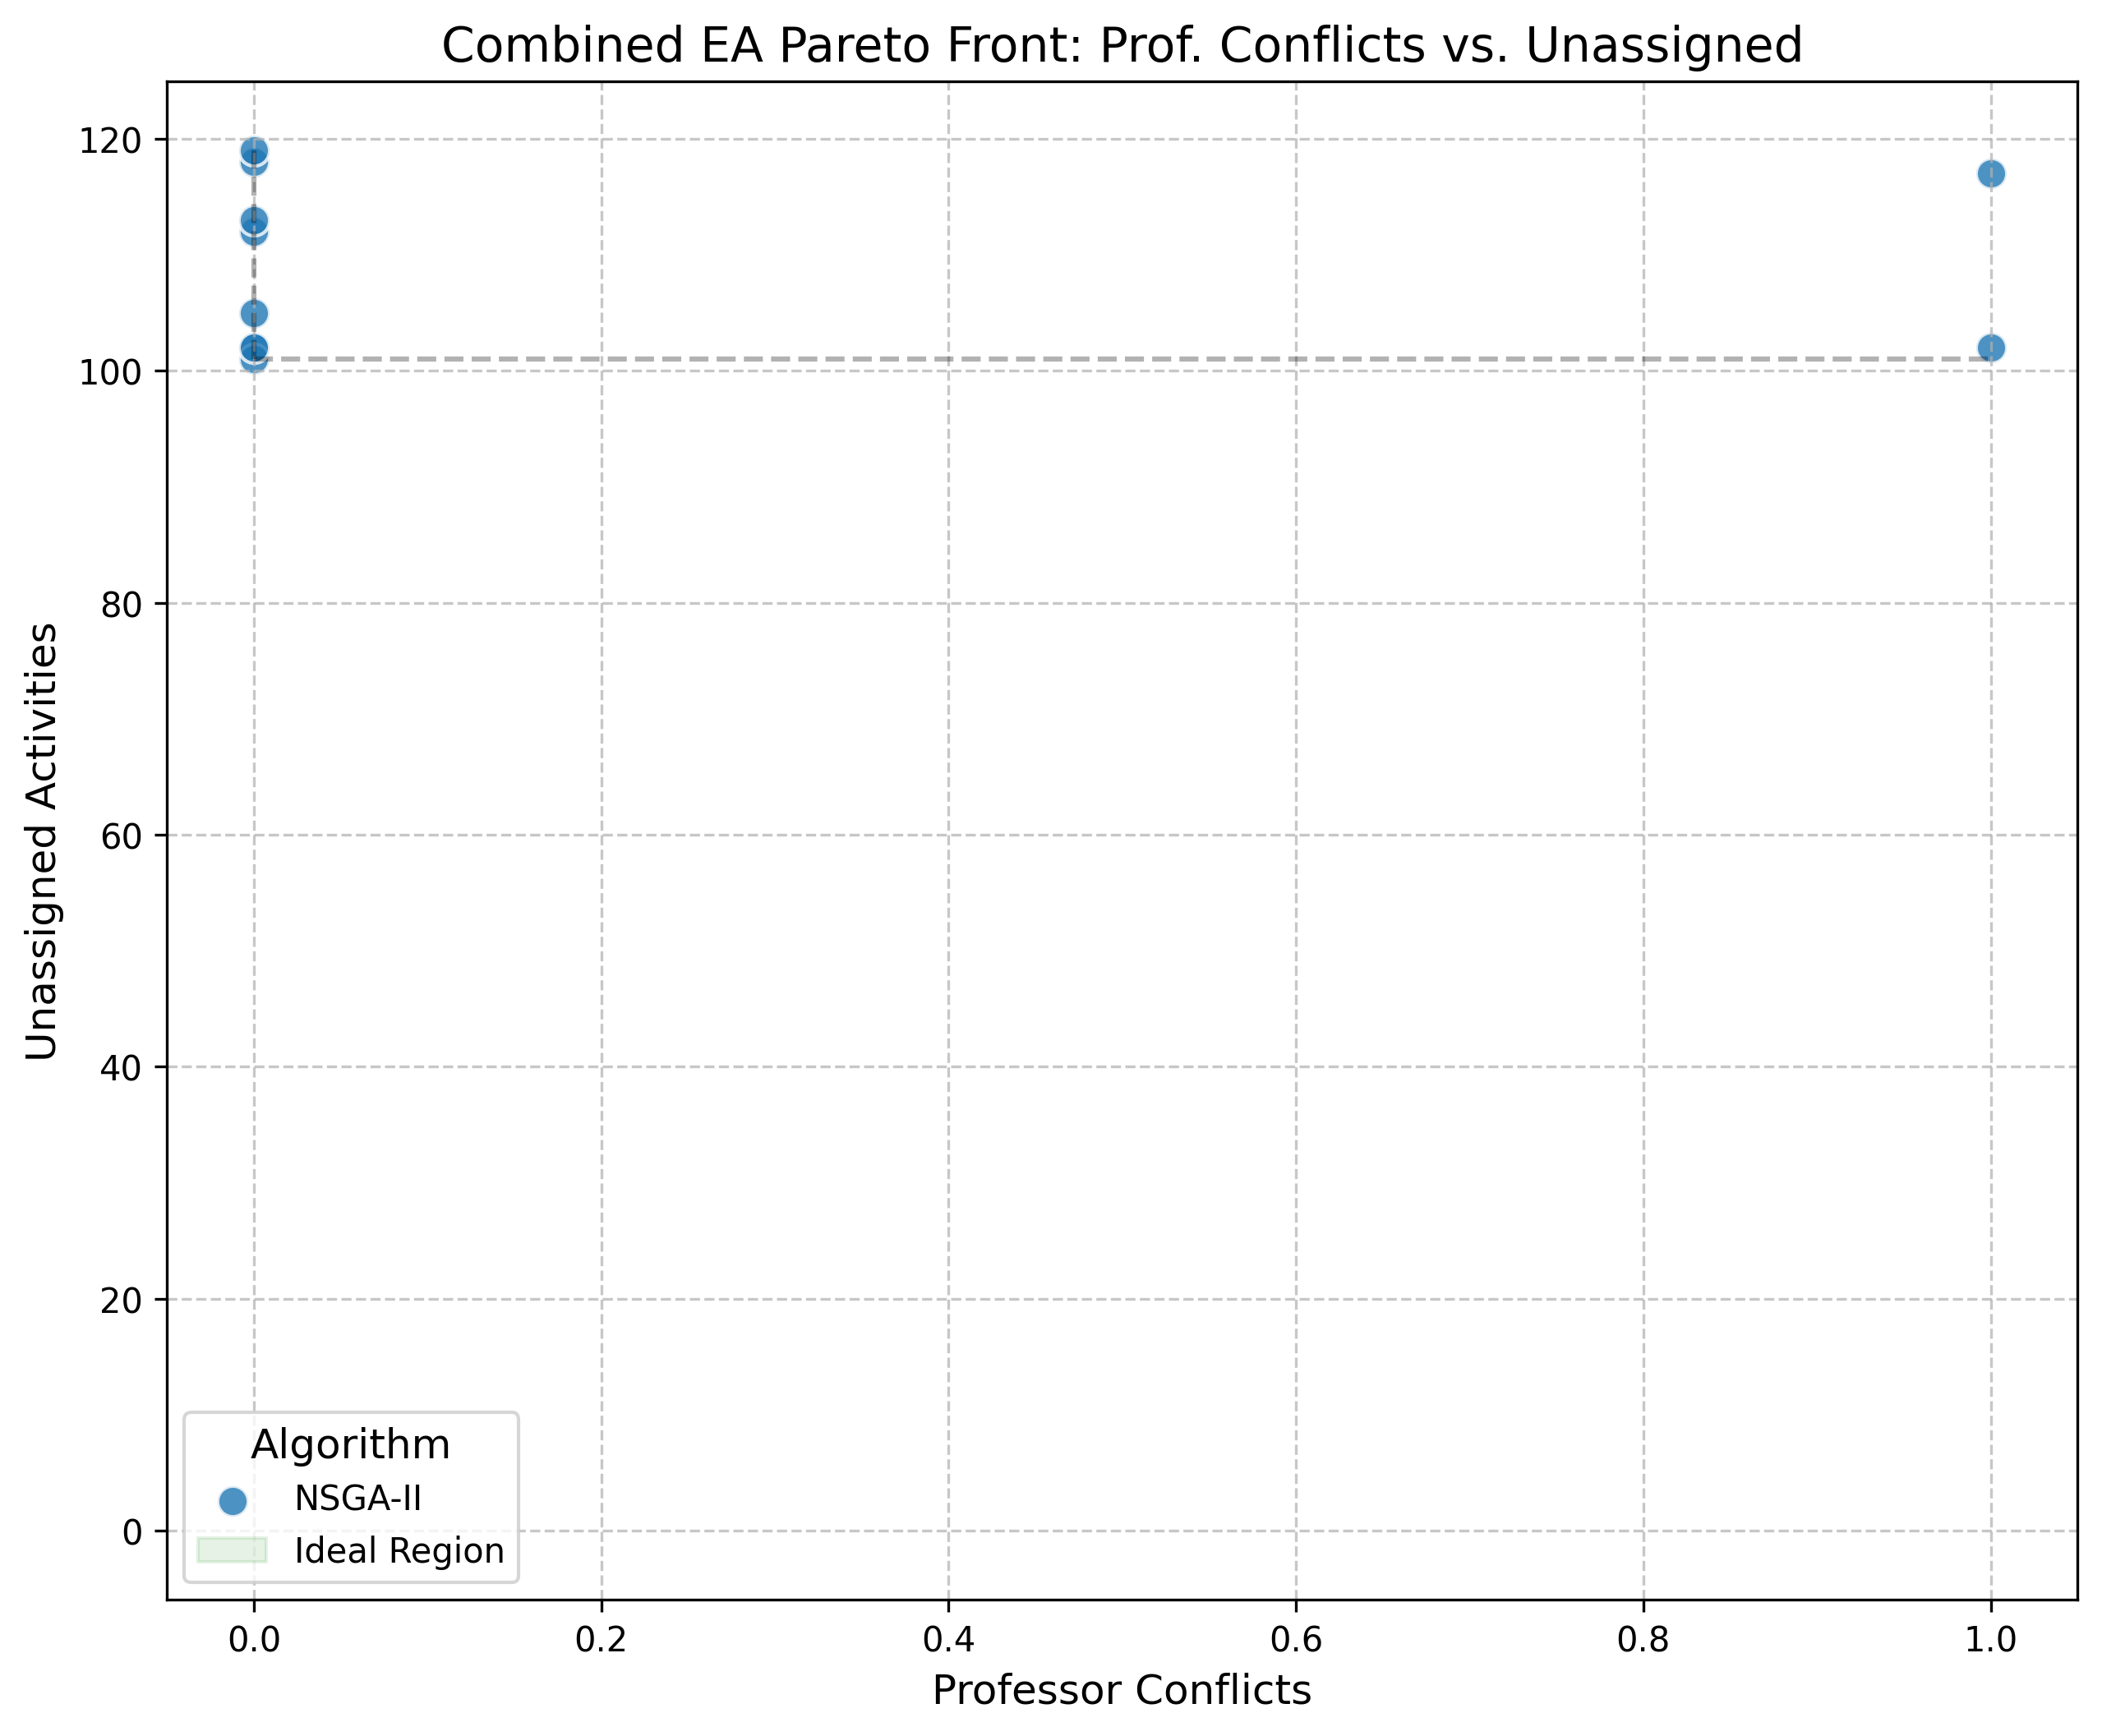 Combined EA Pareto Front: Prof. Conflicts vs. Unassigned
Unassigned Activities
120
100
80
60
40
20
0
Algorithm
NSGA-II
Ideal Region
0.0 0.2 0.4 0.6 0.8 1.0
Professor Conflicts